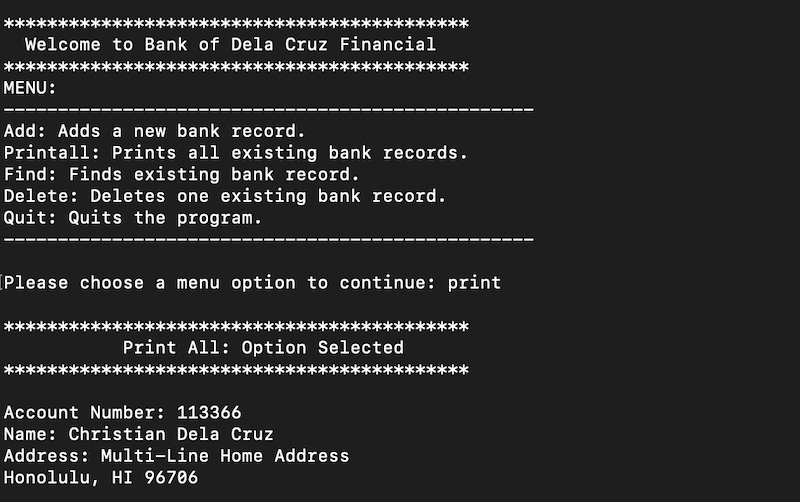 *******************************************
Welcome to Bank of Dela Cruz Financial
*******************************************
MENU:
-------------------------------------------------
Add: Adds a new bank record.
Printall: Prints all existing bank records.
Find: Finds existing bank record.
Delete: Deletes one existing bank record.
Quit: Quits the program.
-------------------------------------------------
Please choose a menu option to continue: print
*******************************************
Print All: Option Selected
*******************************************
Account Number: 113366
Name: Christian Dela Cruz
Address: Multi-Line Home Address
Honolulu, HI 96706